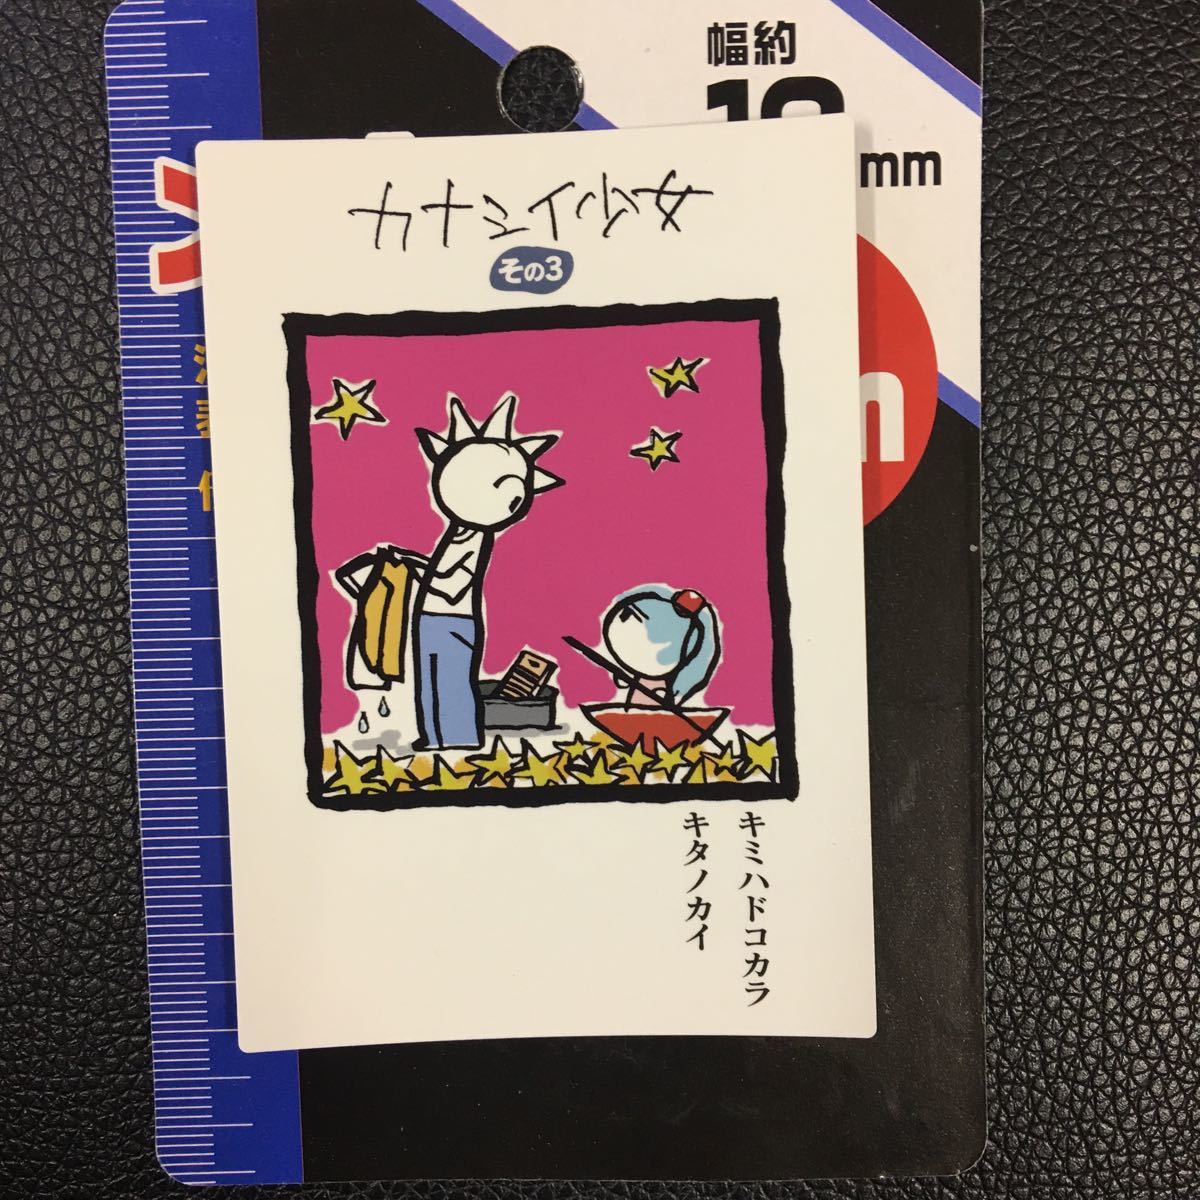 幅約
mm
カナシイ少女
その3
キミハドコカラ
キタノカイ